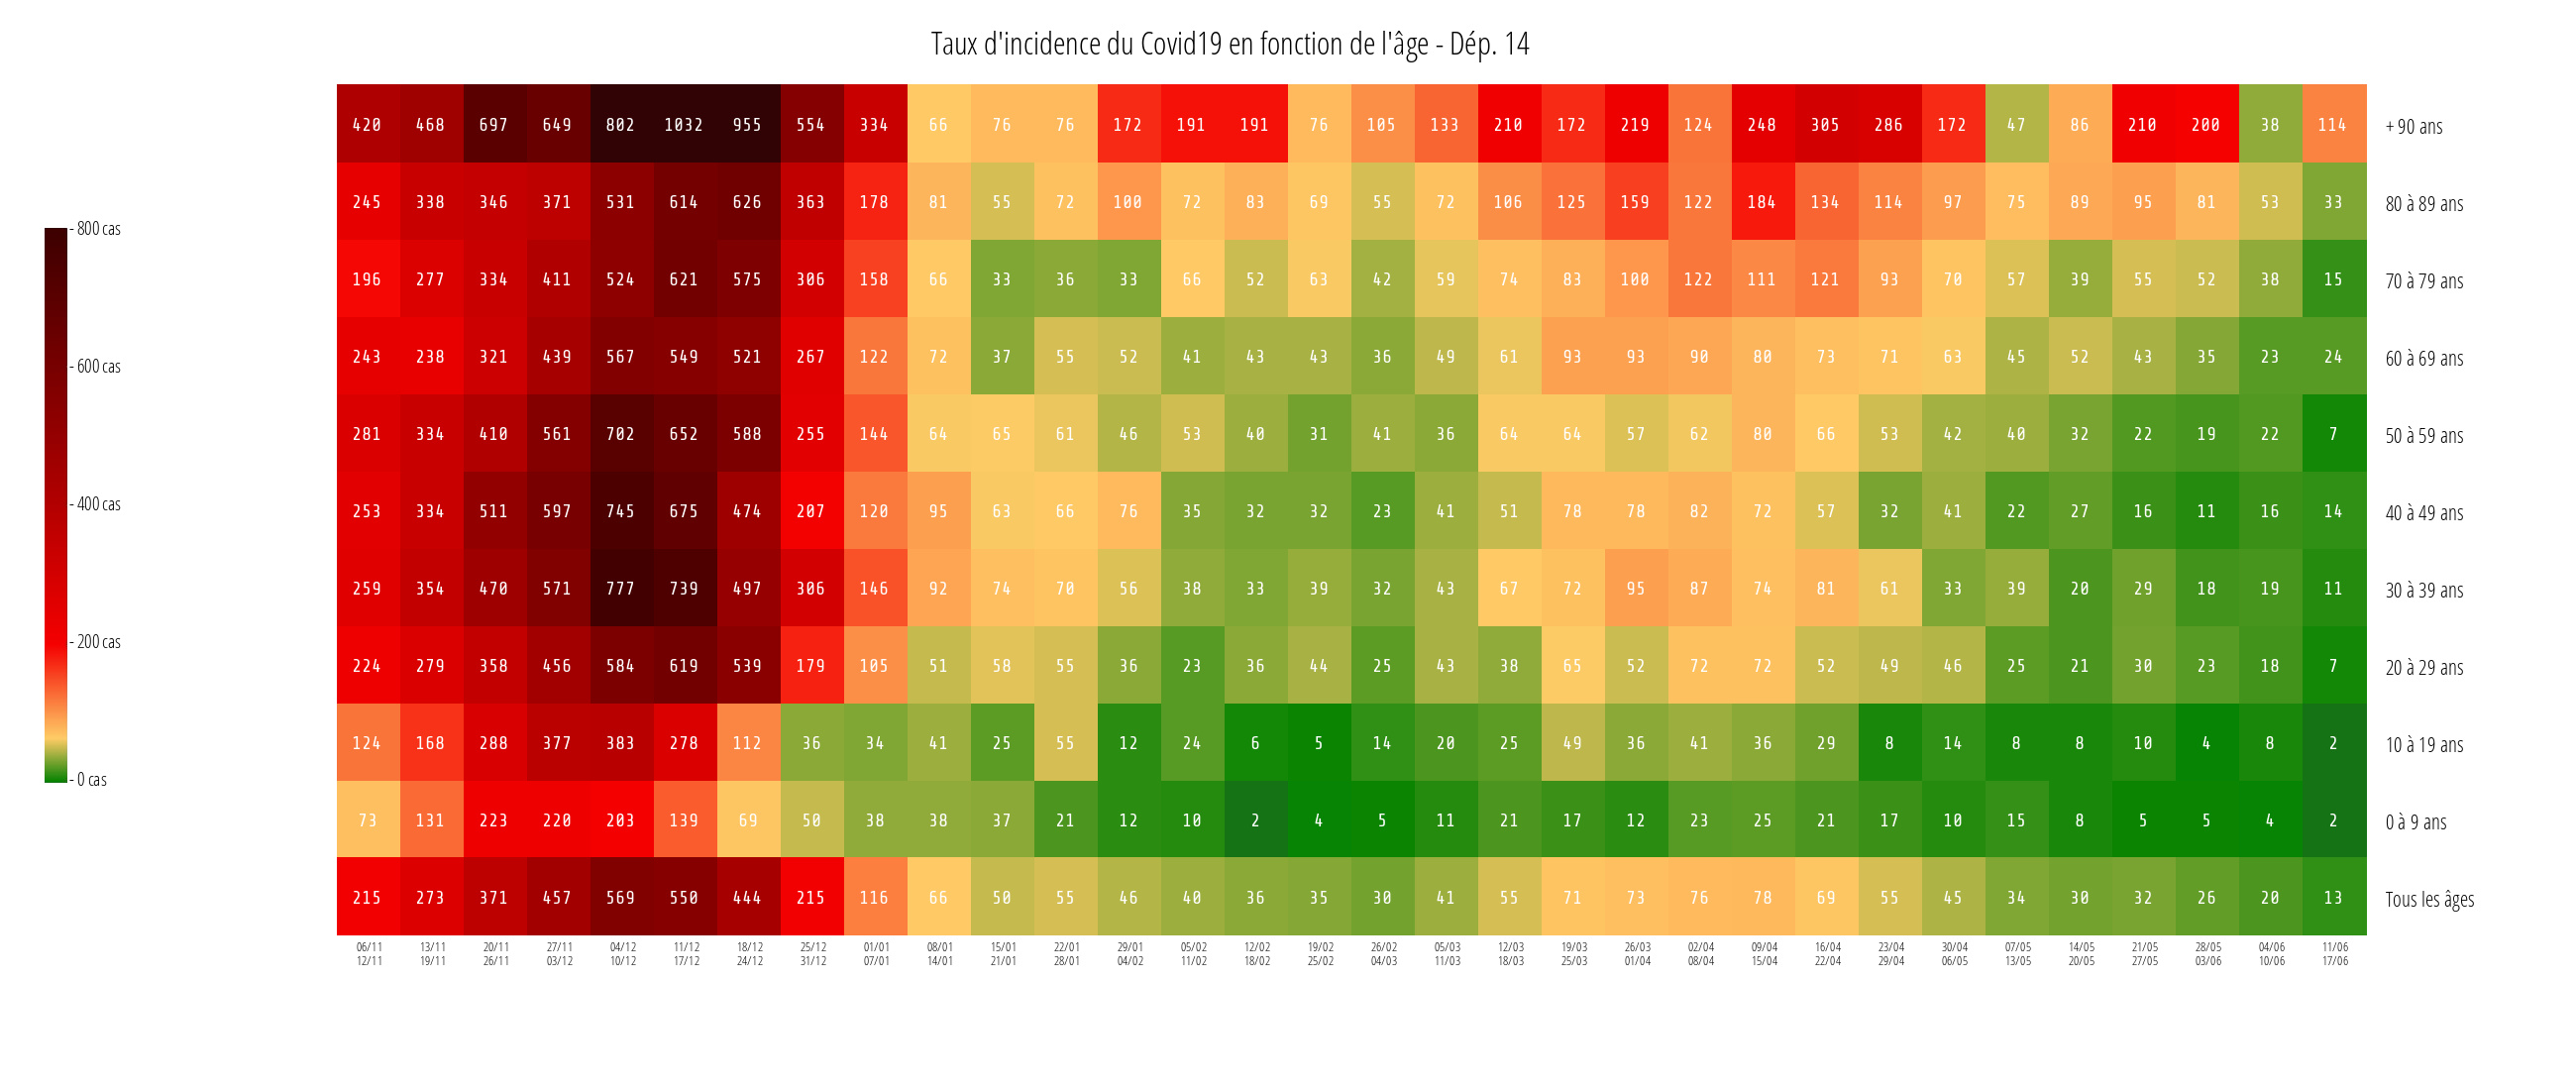 Taux d'incidence du Covid19 en fonction de l'âge - Dép. 14
420 468 697 649 802 1032 955 554 334 66 76 76 172 191 191 76 105 133 210 172 219 124 248 305 286 172 47 86 210 200 38 114 + 90 ans
245 338 346 371 531 614 626 363 178 81 55 72 100 72 83 69 55 72 106 125 159 122 184 134 114 97 75 89 95 81 53 33 80 à 89 ans
- 800 cas
196 277 334 411 524 621 575 306 158 66 33 36 33 66 52 63 42 59 74 83 100 122 111 121 93 70 57 39 55 52 38 15 70 à 79 ans
243 238 321 439 567 549 521 267 122 72 37 55 52 41 43 43 36 49 61 93 93 90 80 73 71 63 45 52 43 35 23 24 60 à 69 ans
- 600 cas
281 334 410 561 702 652 588 255 144 64 65 61 46 53 40 31 41 36 64 64 57 62 80 66 53 42 40 32 22 19 22 7 50 à 59 ans
- 400 cas
253 334 511 597 745 675 474 207 120 95 63 66 76 35 32 32 23 41 51 78 78 82 72 57 32 41 22 27 16 11 16 14 40 à 49 ans
259 354 470 571 777 739 497 306 146 92 74 70 56 38 33 39 32 43 67 72 95 87 74 81 61 33 39 20 29 18 19 11 30 à 39 ans
- 200 cas
224 279 358 456 584 619 539 179 105 51 58 55 36 23 36 44 25 43 38 65 52 72 72 52 49 46 25 21 30 23 18 7 20 à 29 ans
124 168 288 377 383 278 112 36 34 41 25 55 12 24 6 5 14 20 25 49 36 41 36 29 8 14 8 8 10 4 8 2 10 à 19 ans
- 0 cas
73 131 223 220 203 139 69 50 38 38 37 21 12 10 2 4 5 11 21 17 12 23 25 21 17 10 15 8 5 5 4 2 0 à 9 ans
215 273 371 457 569 550 444 215 116 66 50 55 46 40 36 35 30 41 55 71 73 76 78 69 55 45 34 30 32 26 20 13 Tous les âges
06/11 13/11 20/11 27/11 04/12 11/12 18/12 25/12 01/01 08/01 15/01 22/01 29/01 05/02 12/02 19/02 26/02 05/03 12/03 19/03 26/03 02/04 09/04 16/04 23/04 30/04 07/05 14/05 21/05 28/05 04/06 11/06
12/11 19/11 26/11 03/12 10/12 17/12 24/12 31/12 07/01 14/01 21/01 28/01 04/02 11/02 18/02 25/02 04/03 11/03 18/03 25/03 01/04 08/04 15/04 22/04 29/04 06/05 13/05 20/05 27/05 03/06 10/06 17/06